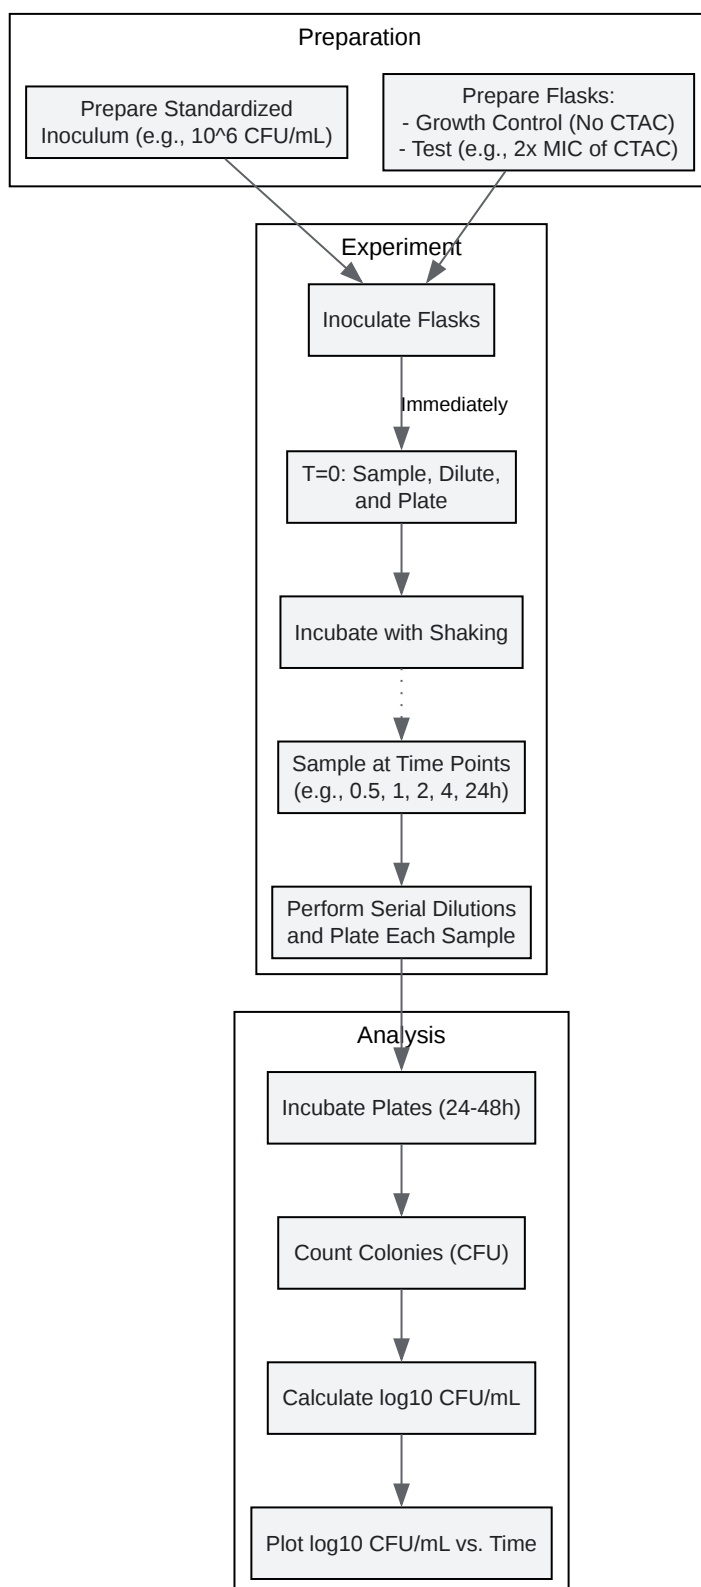 Preparation
Prepare Standardized
Inoculum (e.g., 10^6 CFU/mL)
Prepare Flasks:
- Growth Control (No CTAC)
- Test (e.g., 2x MIC of CTAC)
Experiment
Inoculate Flasks
Immediately
T=0: Sample, Dilute,
and Plate
Incubate with Shaking
Sample at Time Points
(e.g., 0.5, 1, 2, 4, 24h)
Perform Serial Dilutions
and Plate Each Sample
Analysis
Incubate Plates (24-48h)
Count Colonies (CFU)
Calculate log10 CFU/mL
Plot log10 CFU/mL vs. Time